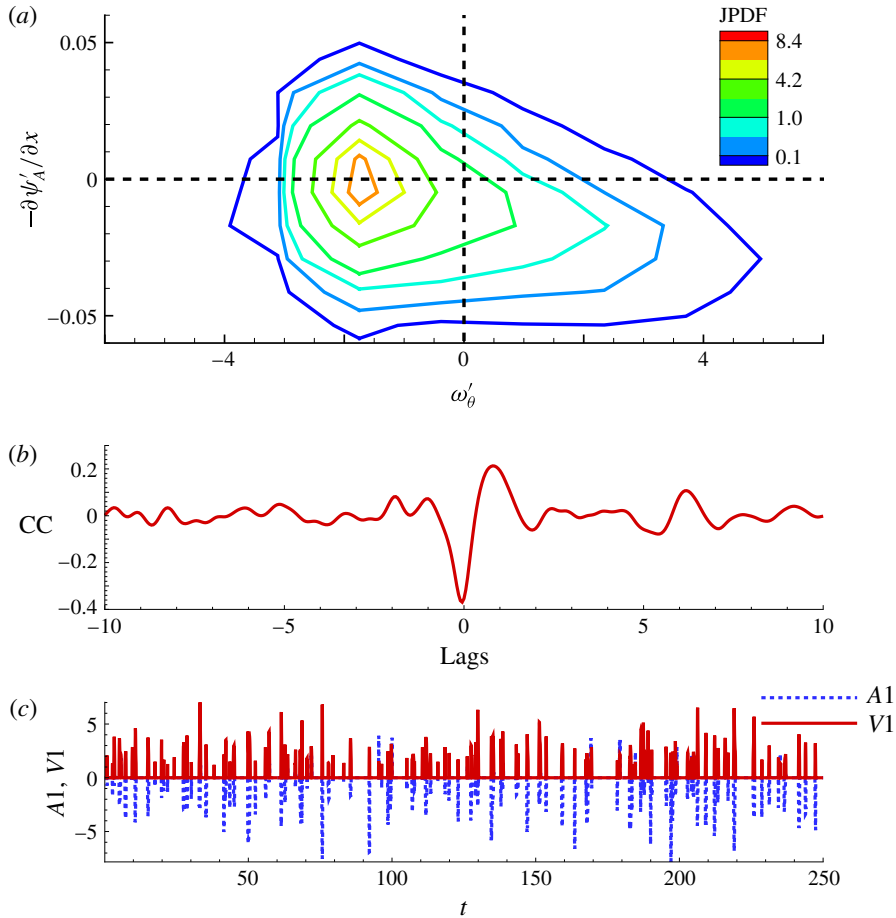 (a)
JPDF
8.4
4.2
1.0
0.1
0.05
0
−0.05
−∂ψ′_A/∂x
−4
0
4
ω′_θ
(b)
0.2
0
−0.2
−0.4
CC
−10
−5
0
5
10
Lags
(c)
A1
V1
5
0
−5
A1, V1
50
100
150
200
250
t